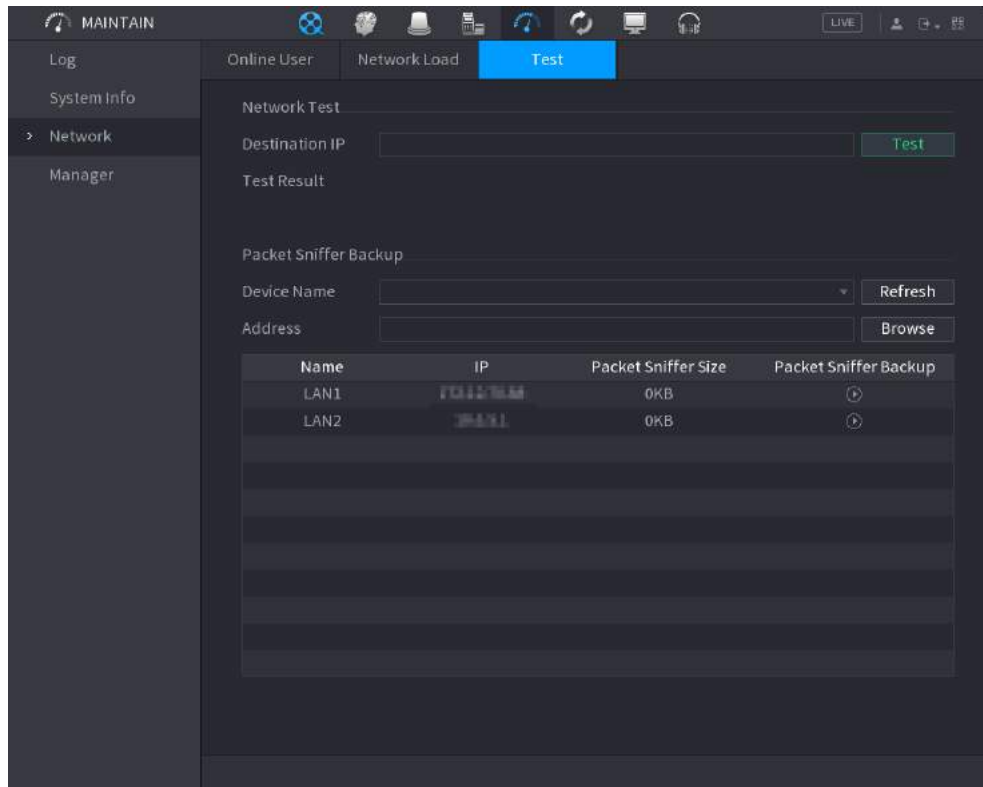 MAINTAIN LIVE
Log
System Info
Network
Manager
Online User Network Load Test
Network Test
Destination IP Test
Test Result
Packet Sniffer Backup
Device Name Refresh
Address Browse
Name IP Packet Sniffer Size Packet Sniffer Backup
LAN1 0KB
LAN2 0KB